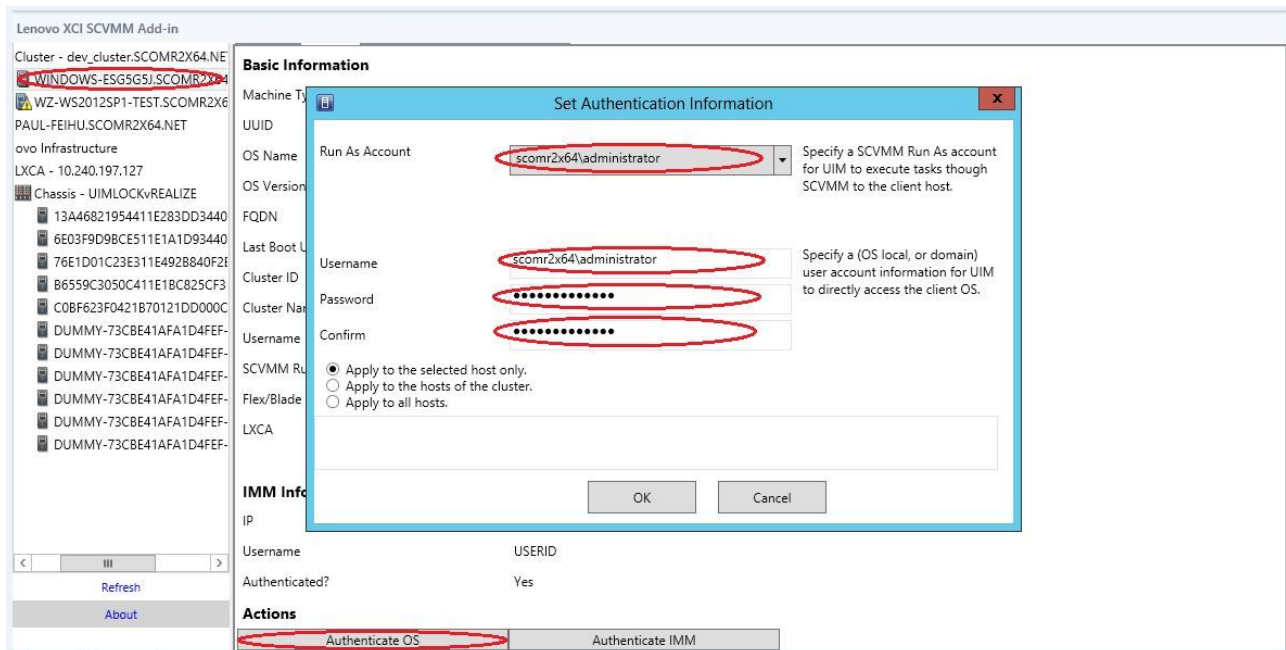 Lenovo XCI SCVMM Add-in
Cluster - dev_cluster.SCOMR2X64.NE
WINDOWS-ESG5G5J.SCOMR2X64
WZ-WS2012SP1-TEST.SCOMR2X6
PAUL-FEIHU.SCOMR2X64.NET
ovo Infrastructure
LXCA - 10.240.197.127
Chassis - UIMLOCKvREALIZE
13A46821954411E283DD3440
6E03F9D9BCE511E1A1D93440
76E1D01C23E311E492B840F2E
B6559C3050C411E1BC825CF3
C0BF623F0421B70121DD000C
DUMMY-73CBE41AFA1D4FEF-
DUMMY-73CBE41AFA1D4FEF-
DUMMY-73CBE41AFA1D4FEF-
DUMMY-73CBE41AFA1D4FEF-
DUMMY-73CBE41AFA1D4FEF-
DUMMY-73CBE41AFA1D4FEF-
Refresh
About
Basic Information
Machine Ty
UUID
OS Name
OS Version
FQDN
Last Boot U
Cluster ID
Cluster Nar
Username
SCVMM Ru
Flex/Blade
LXCA
Set Authentication Information
x
Run As Account
scomr2x64\administrator
Specify a SCVMM Run As account
for UIM to execute tasks though
SCVMM to the client host.
Username
scomr2x64\administrator
Specify a (OS local, or domain)
user account information for UIM
to directly access the client OS.
Password
•••••••••••••
Confirm
•••••••••••••
Apply to the selected host only.
Apply to the hosts of the cluster.
Apply to all hosts.
OK Cancel
IMM Info
IP
Username USERID
Authenticated? Yes
Actions
Authenticate OS Authenticate IMM